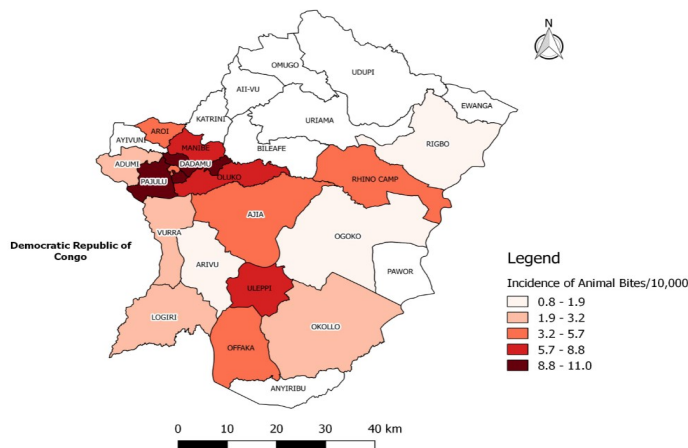 N
OMUGO
UDUPI
AII-VU
EWANGA
KATRINI
URIAMA
AROI
AYIVUNI
MANIBE
BILEAFE
RIGBO
ADUMI
DADAMU
PAJULU
OLUKO
RHINO CAMP
AJIA
VURRA
OGOKO
Democratic Republic of
Congo
ARIVU
PAWOR
ULEPPI
LOGIRI
OKOLLO
OFFAKA
ANYIRIBU
Legend
Incidence of Animal Bites/10,000
0.8 - 1.9
1.9 - 3.2
3.2 - 5.7
5.7 - 8.8
8.8 - 11.0
0 10 20 30 40 km